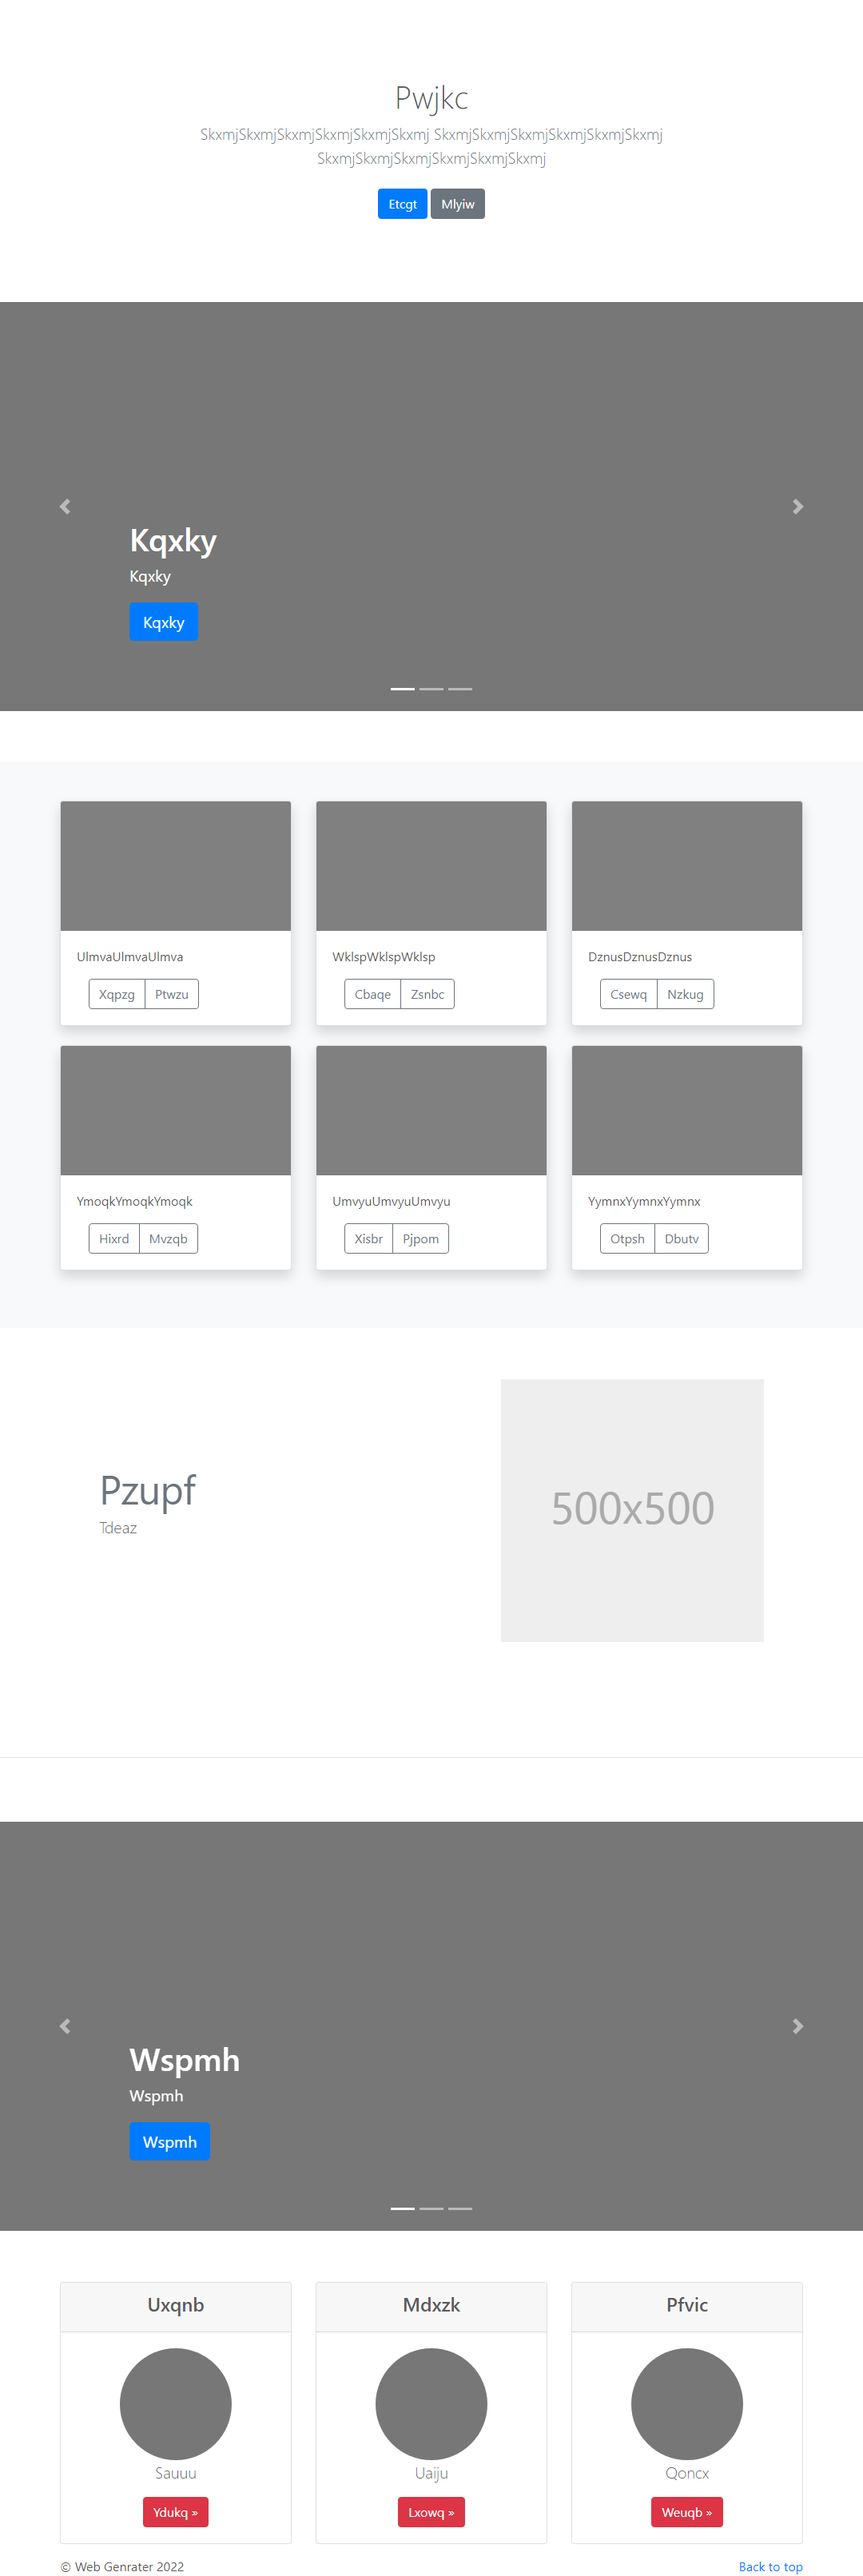 Pwjkc
SkxmjSkxmjSkxmjSkxmjSkxmjSkxmj SkxmjSkxmjSkxmjSkxmjSkxmjSkxmj
SkxmjSkxmjSkxmjSkxmjSkxmjSkxmj
Etcgt Mlyiw
Kqxky
Kqxky
Kqxky
UlmvaUlmvaUlmva
Xqpzg Ptwzu
WklspWklspWklsp
Cbaqe Zsnbc
DznusDznusDznus
Csewq Nzkug
YmoqkYmoqkYmoqk
Hixrd Mvzqb
UmvyuUmvyuUmvyu
Xisbr Pjpom
YymnxYymnxYymnx
Otpsh Dbutv
Pzupf
Tdeaz
500x500
Wspmh
Wspmh
Wspmh
Uxqnb
Sauuu
Ydukq »
Mdxzk
Uaiju
Lxowq »
Pfvic
Qoncx
Weuqb »
© Web Genrater 2022
Back to top